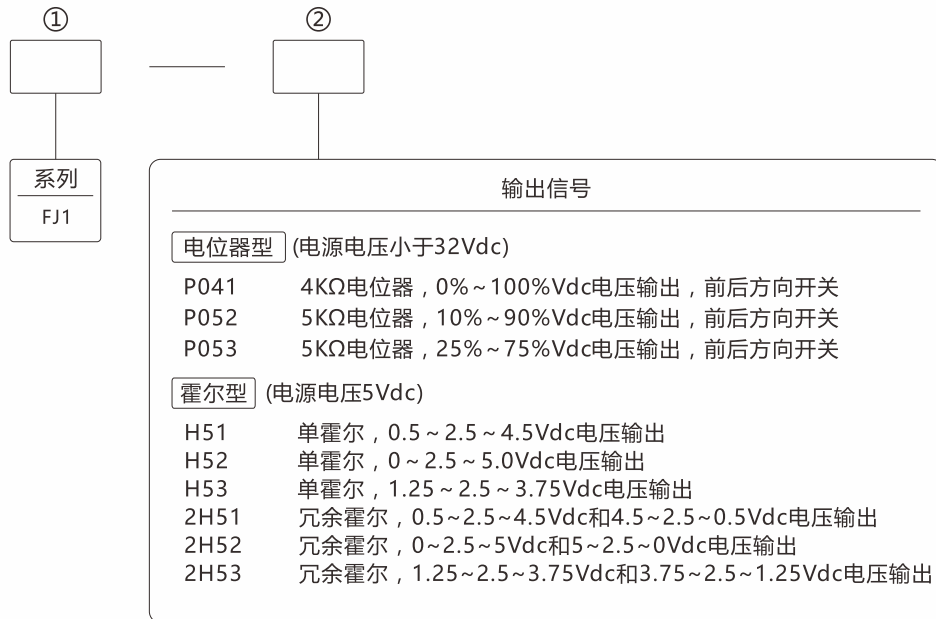 ① ②
系列
FJ1
输出信号
电位器型 (电源电压小于32Vdc)
P041 4KΩ电位器，0%~100%Vdc电压输出，前后方向开关
P052 5KΩ电位器，10%~90%Vdc电压输出，前后方向开关
P053 5KΩ电位器，25%~75%Vdc电压输出，前后方向开关
霍尔型 (电源电压5Vdc)
H51 单霍尔，0.5~2.5~4.5Vdc电压输出
H52 单霍尔，0~2.5~5.0Vdc电压输出
H53 单霍尔，1.25~2.5~3.75Vdc电压输出
2H51 冗余霍尔，0.5~2.5~4.5Vdc和4.5~2.5~0.5Vdc电压输出
2H52 冗余霍尔，0~2.5~5Vdc和5~2.5~0Vdc电压输出
2H53 冗余霍尔，1.25~2.5~3.75Vdc和3.75~2.5~1.25Vdc电压输出